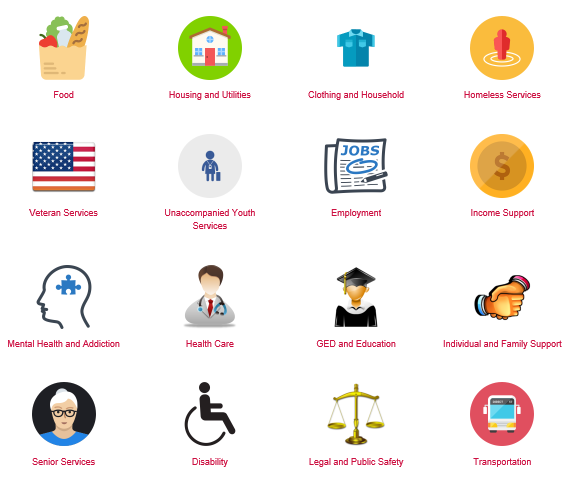 Food
Housing and Utilities
Clothing and Household
Homeless Services
Veteran Services
Unaccompanied Youth
Services
JOBS
Employment
$
Income Support
Mental Health and Addiction
Health Care
GED and Education
Individual and Family Support
Senior Services
Disability
Legal and Public Safety
Transportation